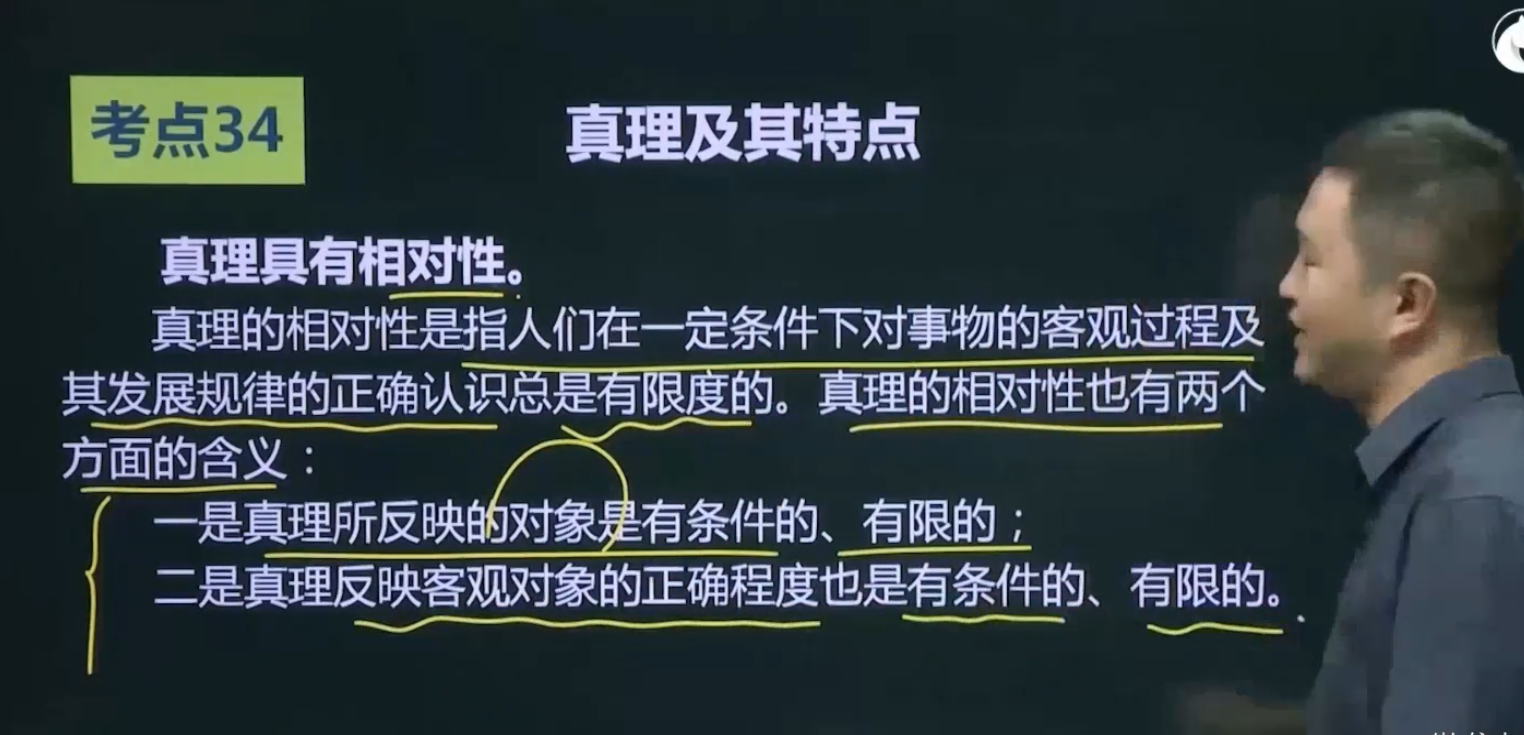 考点34
真理及其特点
真理具有相对性。
真理的相对性是指人们在一定条件下对事物的客观过程及
其发展规律的正确认识总是有限度的。真理的相对性也有两个
方面的含义：
一是真理所反映的对象是有条件的、有限的；
二是真理反映客观对象的正确程度也是有条件的、有限的。